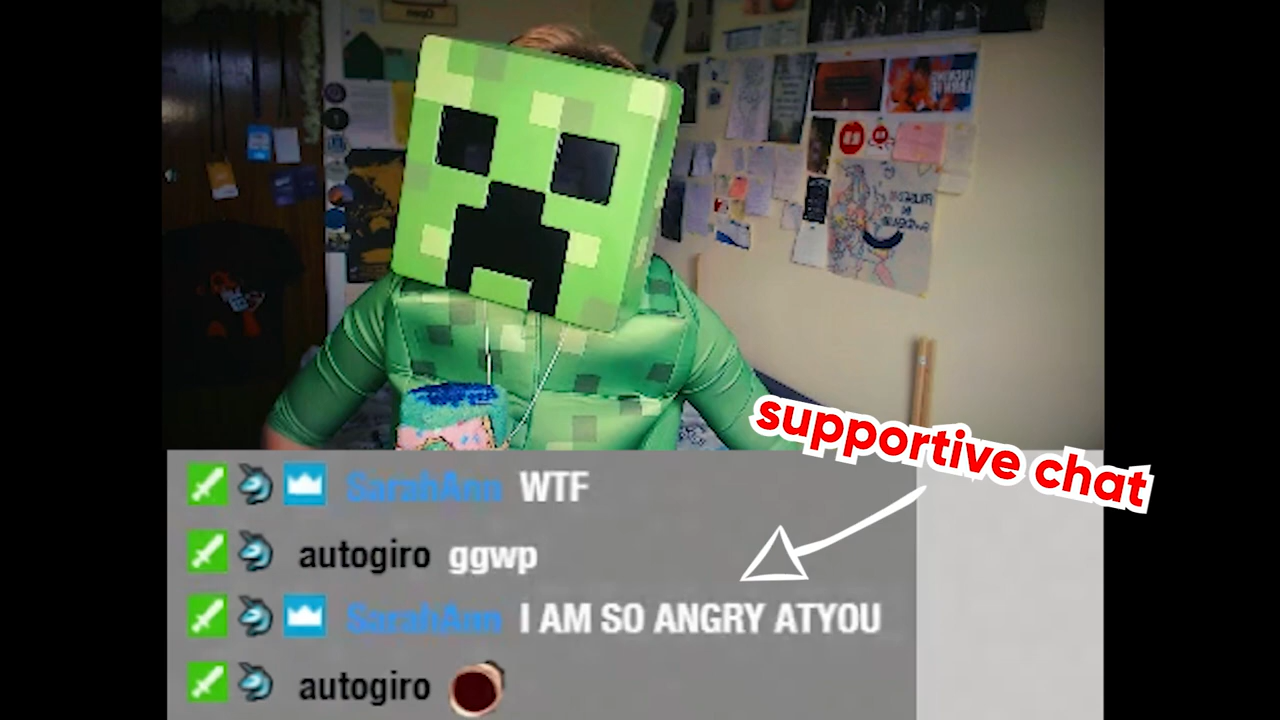 supportive chat
SarahAnn WTF
autogiro ggwp
SarahAnn I AM SO ANGRY ATYOU
autogiro